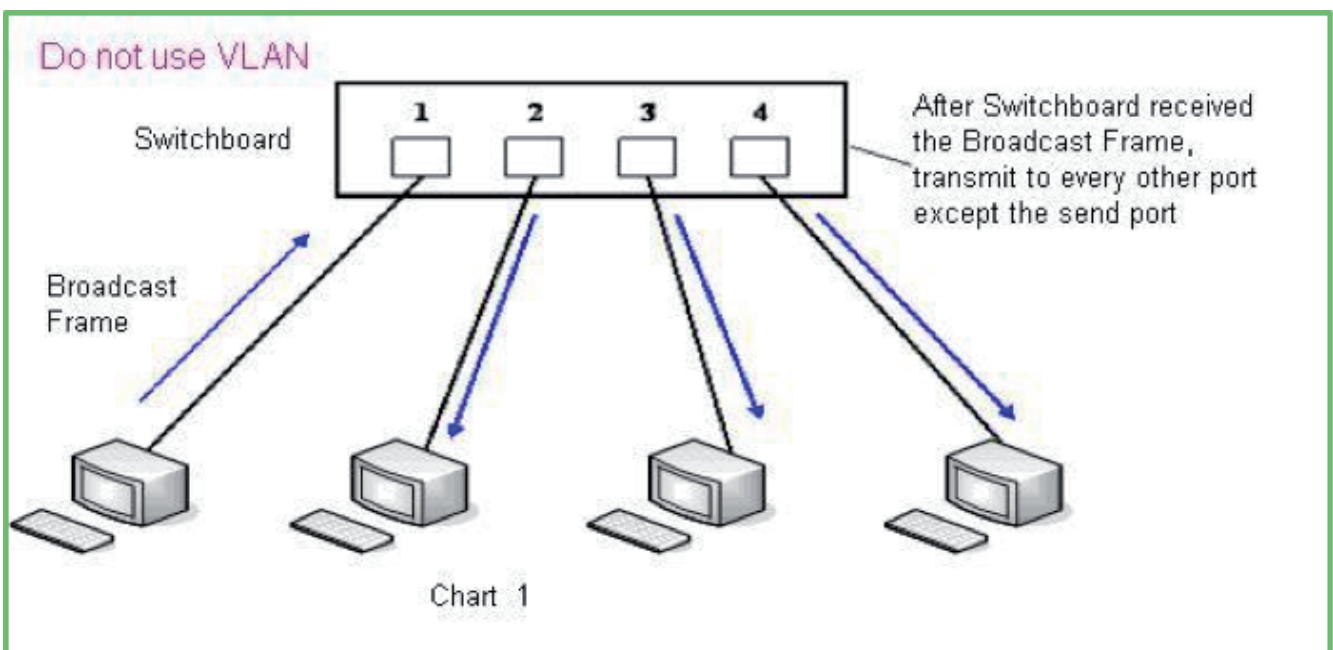 Do not use VLAN
Switchboard
1 2 3 4
After Switchboard received
the Broadcast Frame,
transmit to every other port
except the send port
Broadcast
Frame
Chart 1